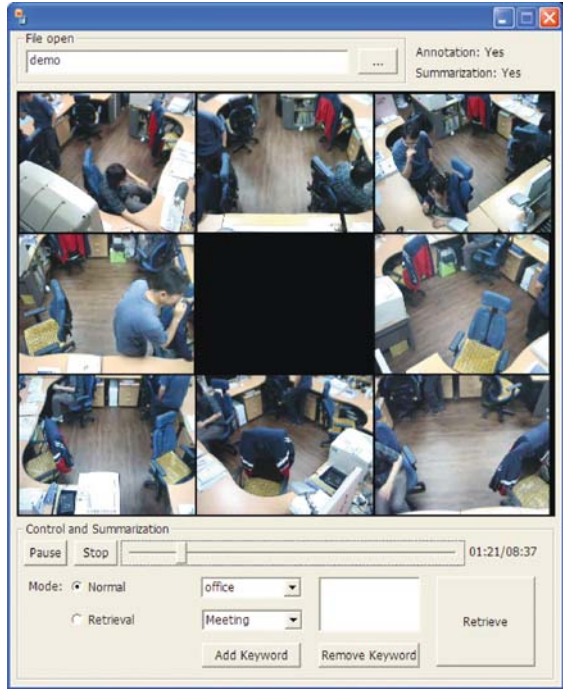 File open
demo
...
Annotation: Yes
Summarization: Yes
Control and Summarization
Pause Stop 01:21/08:37
Mode: Normal office
Retrieval Meeting Retrieve
Add Keyword Remove Keyword